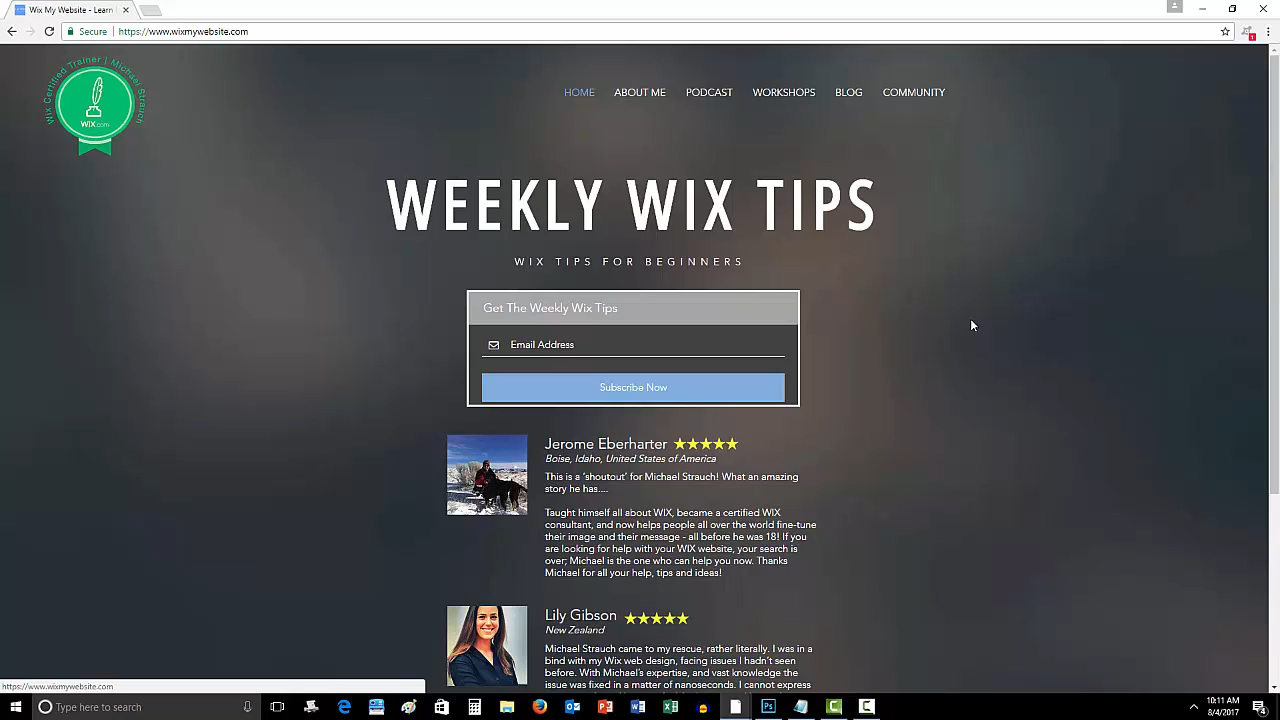 Wix My Website - Learn
Secure
https://www.wixmywebsite.com
Wix Certified Trainer | Michael Strauch
WIX.com
HOME ABOUT ME PODCAST WORKSHOPS BLOG COMMUNITY
WEEKLY WIX TIPS
WIX TIPS FOR BEGINNERS
Get The Weekly Wix Tips
Email Address
Subscribe Now
Jerome Eberharter
Boise, Idaho, United States of America
This is a 'shoutout' for Michael Strauch! What an amazing
story he has....
Taught himself all about WIX, became a certified WIX
consultant, and now helps people all over the world fine-tune
their image and their message - all before he was 18! If you
are looking for help with your WIX website, your search is
over; Michael is the one who can help you now. Thanks
Michael for all your help, tips and ideas!
Lily Gibson
New Zealand
Michael Strauch came to my rescue, rather literally. I was in a
bind with my Wix web design, facing issues I hadn't seen
before. With Michael's expertise, and vast knowledge the
issue was fixed in a matter of nanoseconds. I cannot express
https://www.wixmywebsite.com
Type here to search
10:11 AM
8/4/2017